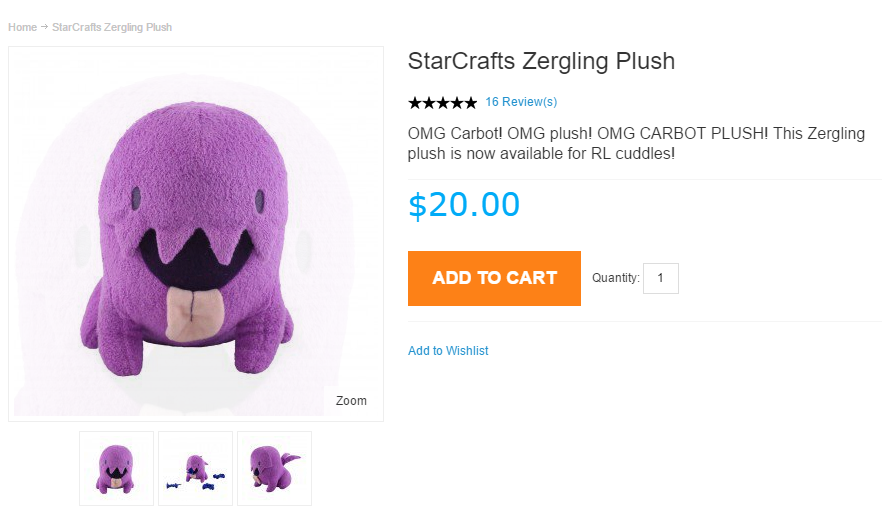 Home → StarCrafts Zergling Plush
StarCrafts Zergling Plush
★★★★★ 16 Review(s)
OMG Carbot! OMG plush! OMG CARBOT PLUSH! This Zergling
plush is now available for RL cuddles!
$20.00
ADD TO CART Quantity: 1
Add to Wishlist
Zoom